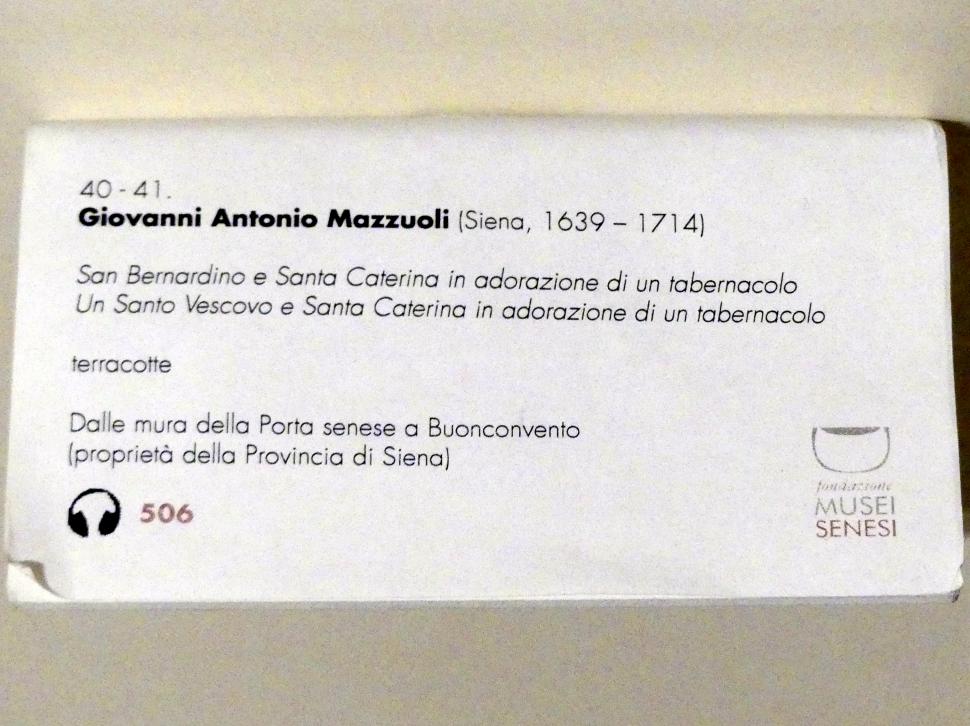 40 - 41.
Giovanni Antonio Mazzuoli (Siena, 1639 – 1714)
San Bernardino e Santa Caterina in adorazione di un tabernacolo
Un Santo Vescovo e Santa Caterina in adorazione di un tabernacolo
terracotte
Dalle mura della Porta senese a Buonconvento
(proprietà della Provincia di Siena)
506
fondazione
MUSEI
SENESI